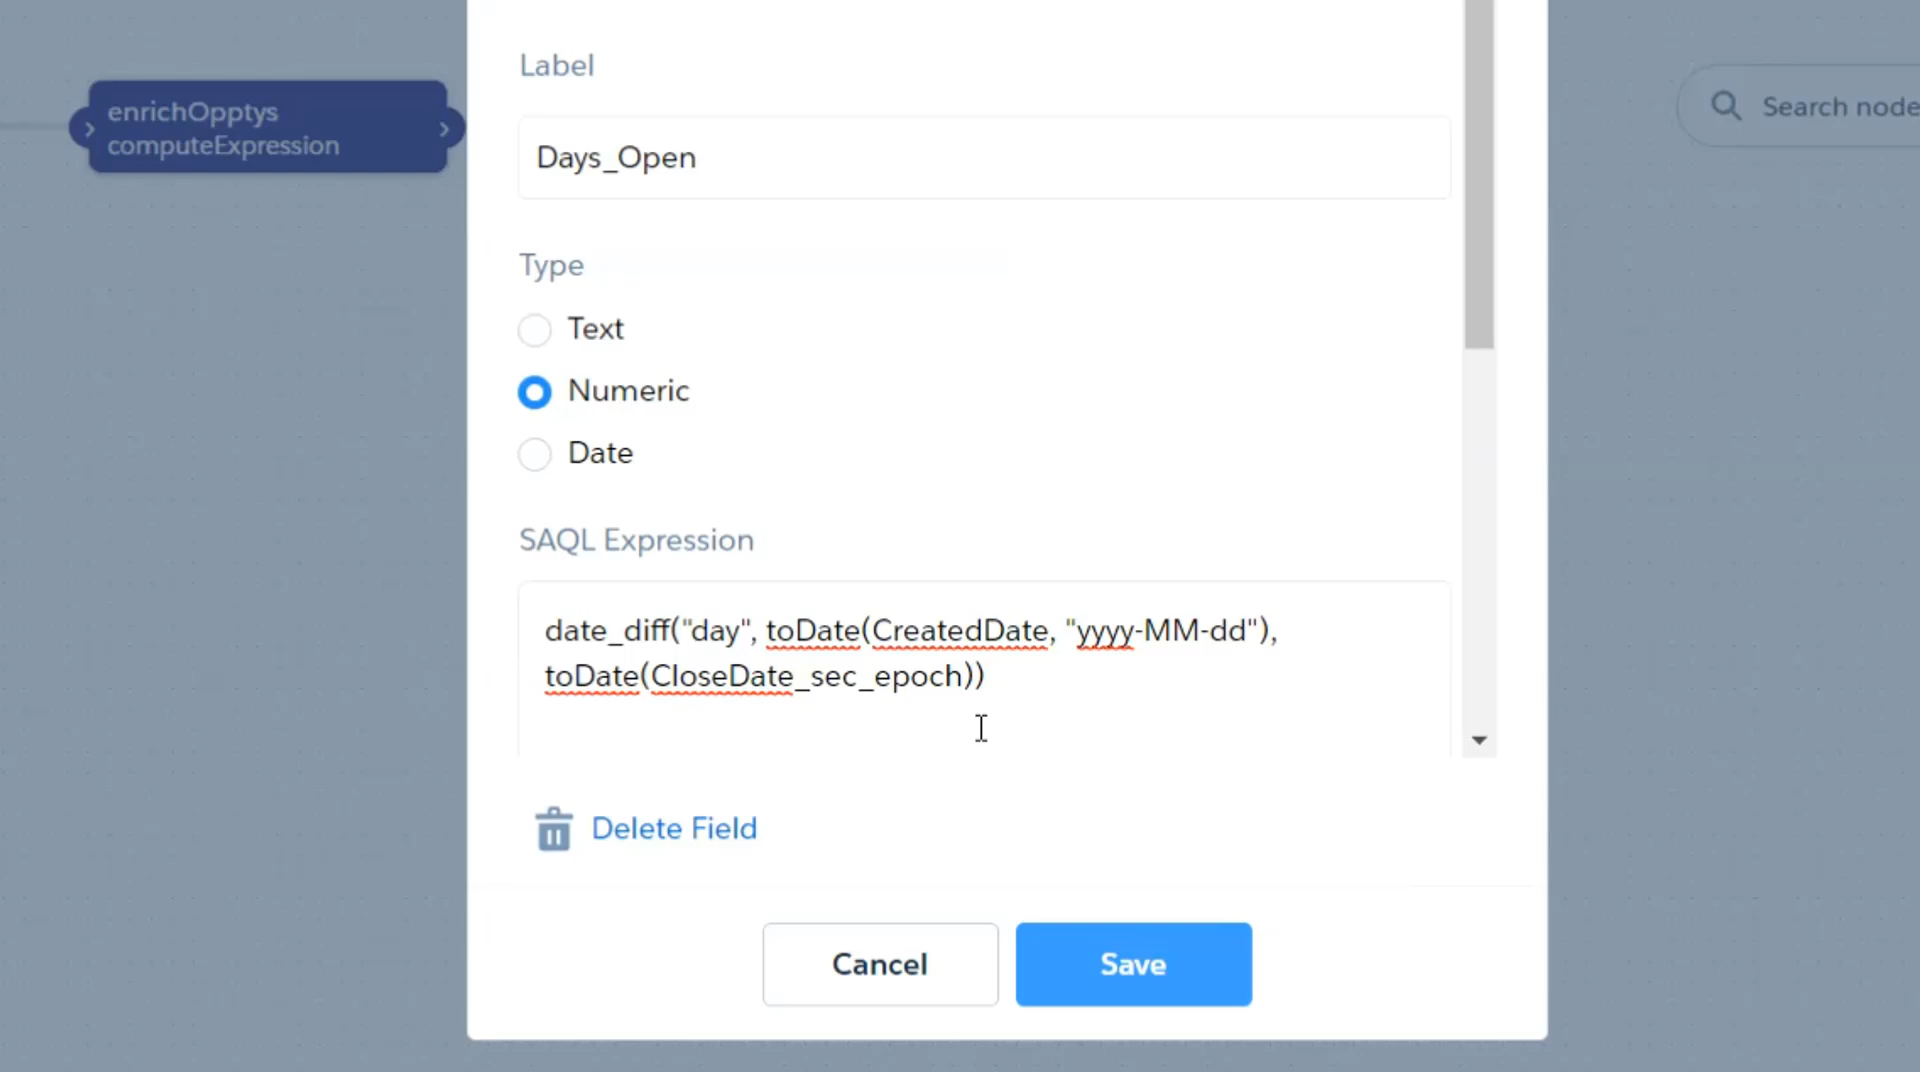 enrichOpptys
computeExpression
Search node
Label
Days_Open
Type
Text
Numeric
Date
SAQL Expression
date_diff("day", toDate(CreatedDate, "yyyy-MM-dd"),
toDate(CloseDate_sec_epoch))
Delete Field
Cancel
Save